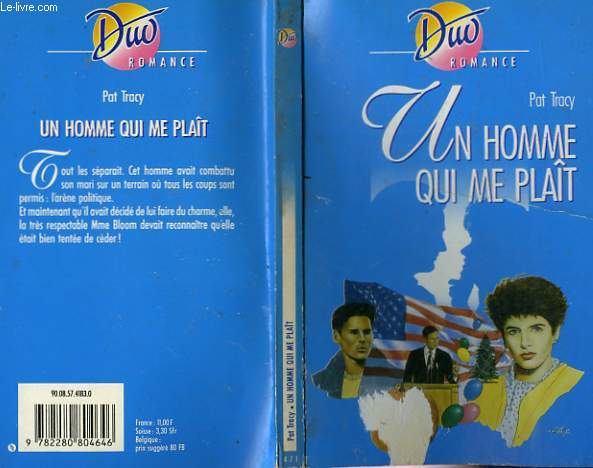 Le-livre.com
Duo
ROMANCE
Pat Tracy
UN HOMME QUI ME PLAÎT
Tout les séparait. Cet homme avait combattu
son mari sur un terrain où tous les coups sont
permis : l'arène politique.
Et maintenant qu'il avait décidé de lui faire du charme, elle,
la très respectable Mme Bloom devait reconnaître qu'elle
était bien tentée de céder !
90.08.57.4183.0
9 782280 804646
France : 11,00 F
Suisse : 3,30 Sfr
Belgique :
prix suggéré 80 FB
Duo
Pat Tracy • UN HOMME QUI ME PLAÎT
471
Duo
ROMANCE
Pat Tracy
UN HOMME
QUI ME PLAÎT